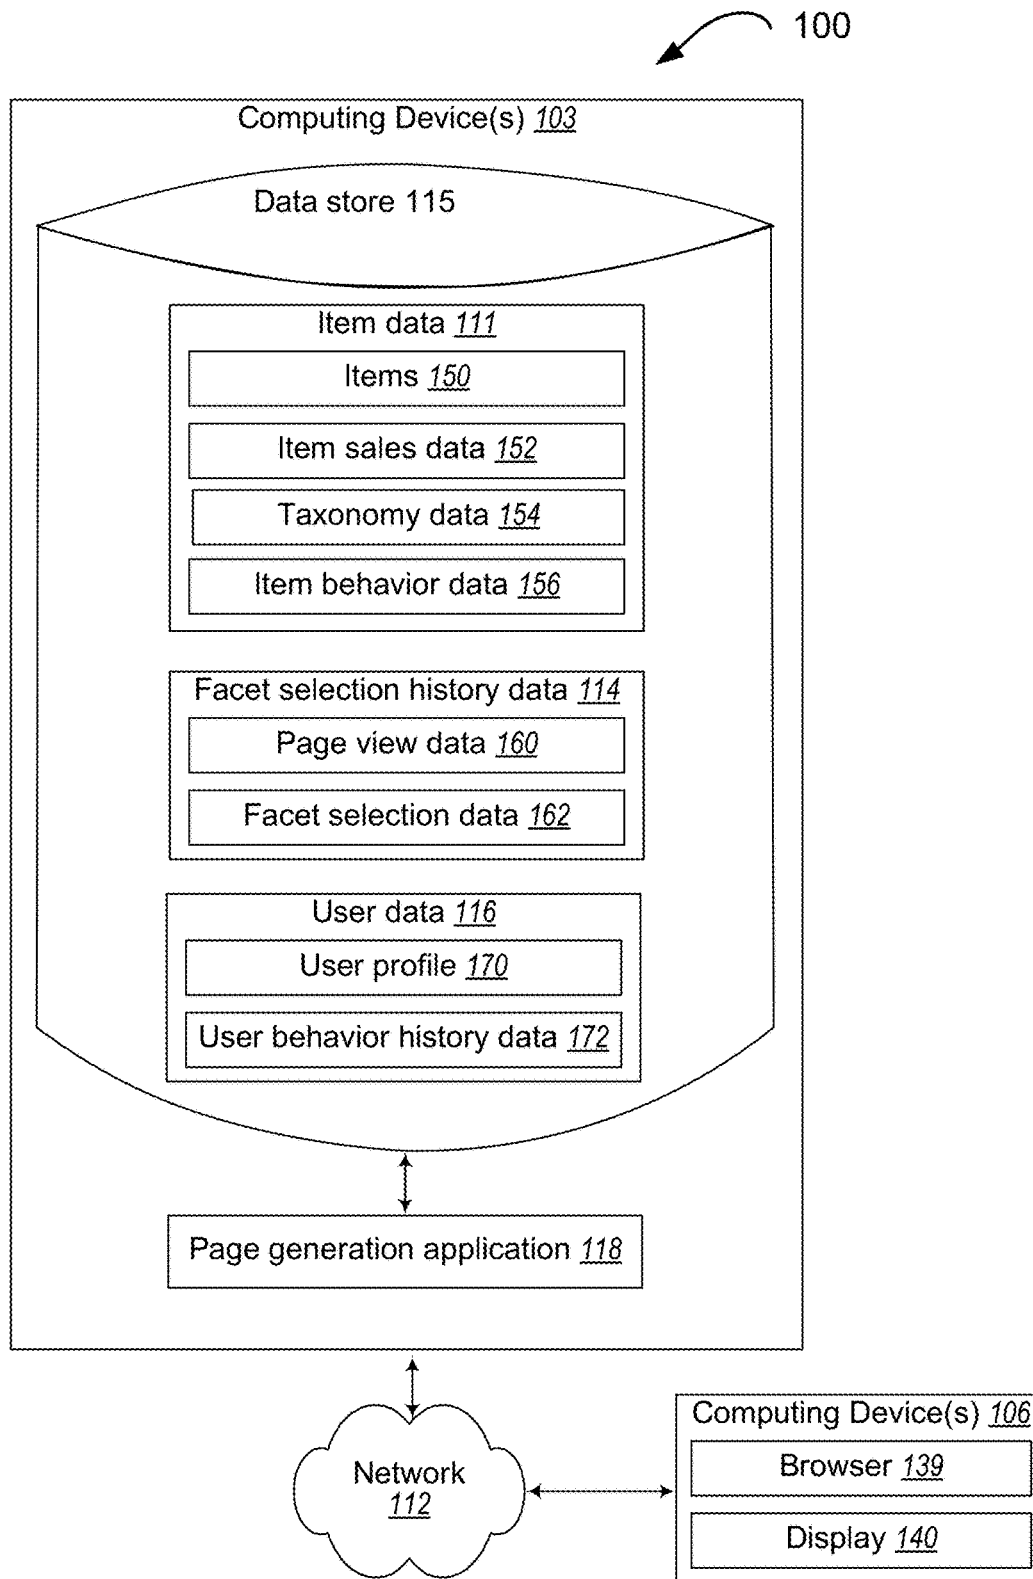 100
Computing Device(s) 103
Data store 115
Item data 111
Items 150
Item sales data 152
Taxonomy data 154
Item behavior data 156
Facet selection history data 114
Page view data 160
Facet selection data 162
User data 116
User profile 170
User behavior history data 172
Page generation application 118
Network
112
Computing Device(s) 106
Browser 139
Display 140